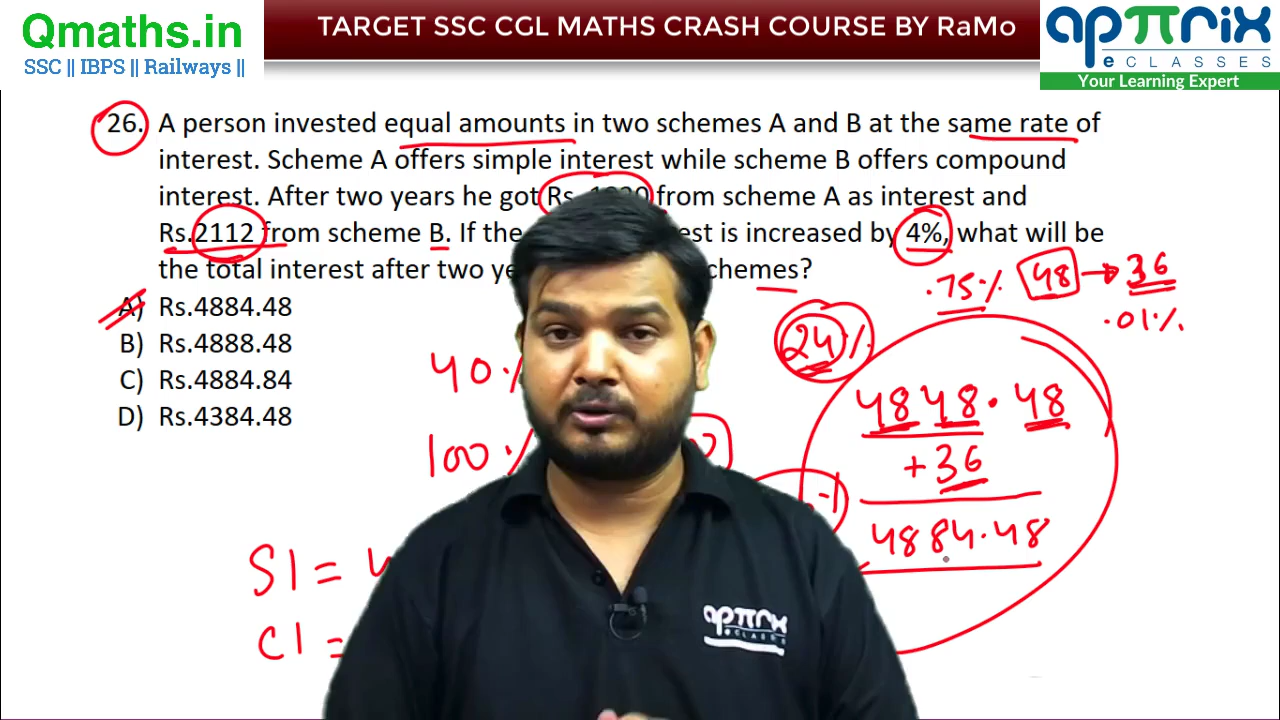 Qmaths.in
SSC || IBPS || Railways ||
TARGET SSC CGL MATHS CRASH COURSE BY RaMo
apπrix
e CLASSES
Your Learning Expert
26. A person invested equal amounts in two schemes A and B at the same rate of
interest. Scheme A offers simple interest while scheme B offers compound
interest. After two years he got Rs. from scheme A as interest and
Rs.2112 from scheme B. If the est is increased by 4%, what will be
the total interest after two ye chemes?
A) Rs.4884.48
B) Rs.4888.48
C) Rs.4884.84
D) Rs.4384.48
.75% 48 → 36
.01%
24%
40%
100%
4848.48
+36
4884.48
-1
SI = 4
CI =
apπrix
e CLASSES